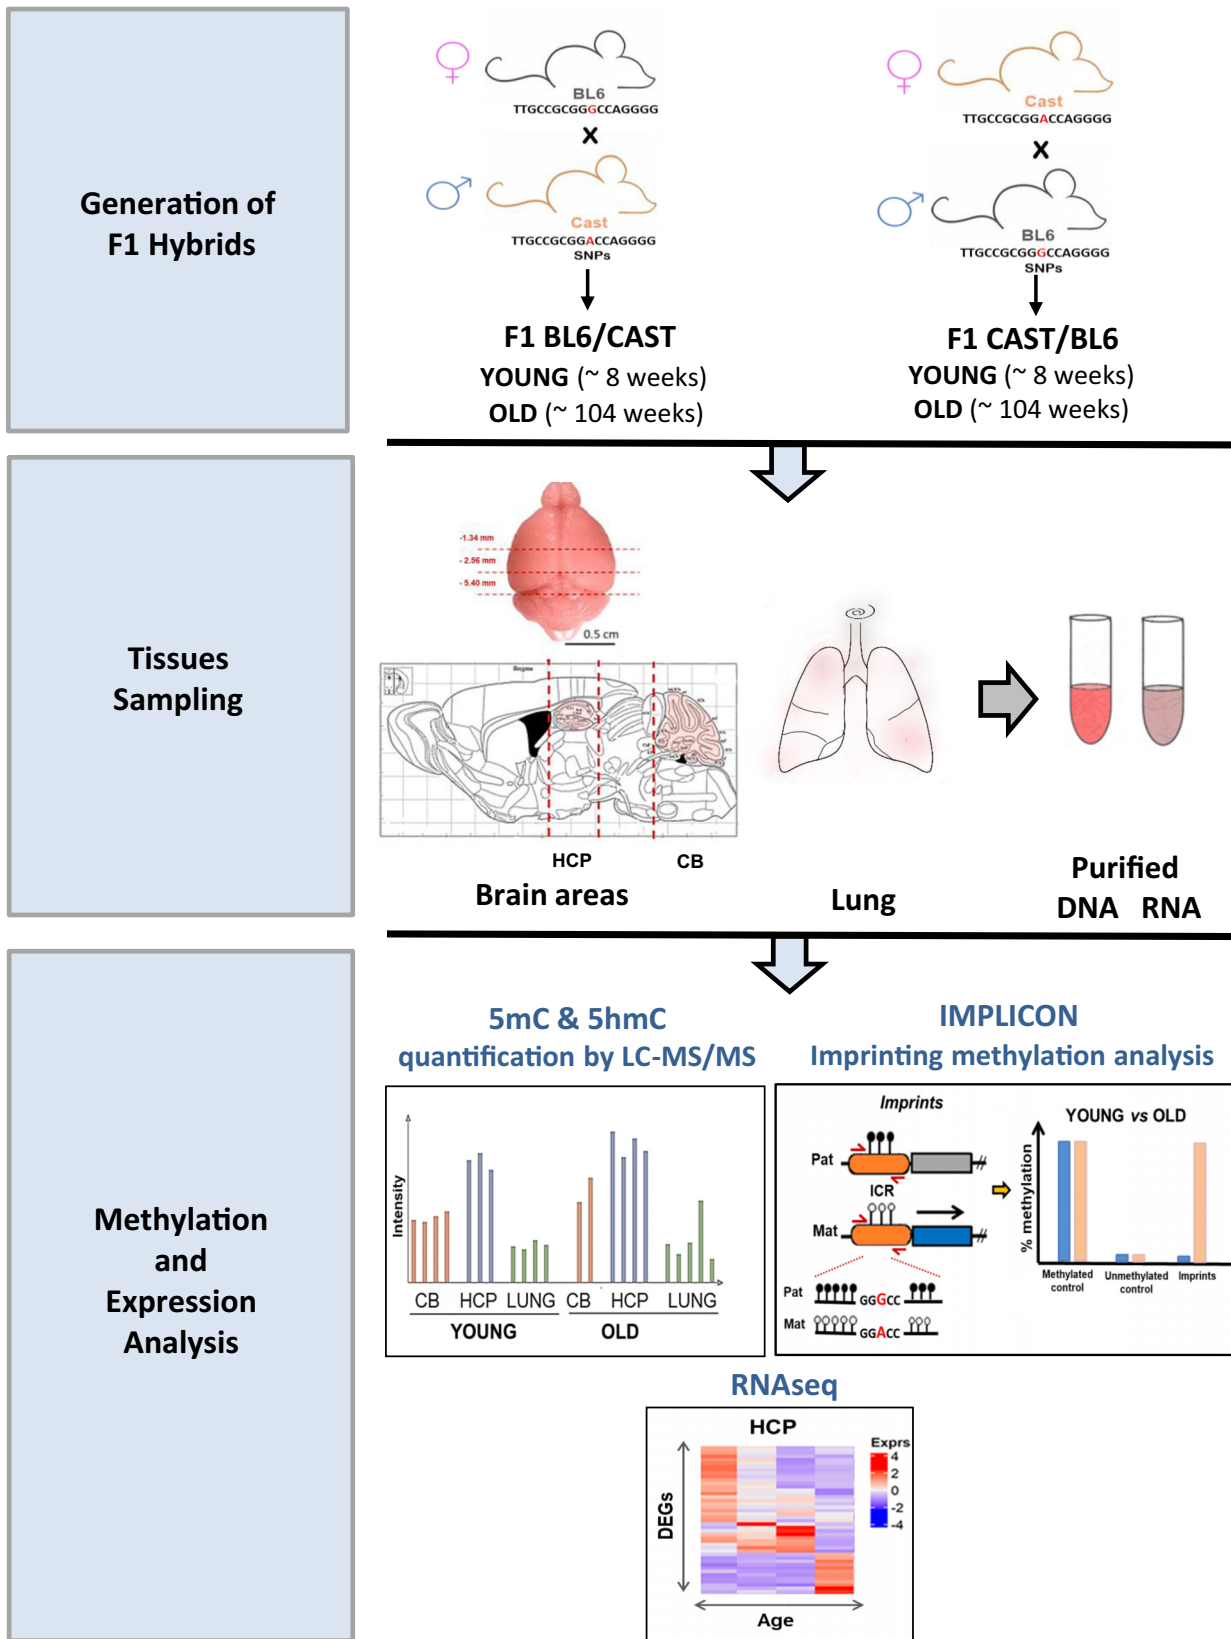 Generation of
F1 Hybrids
BL6
TTGCCGCGGGCCAGGGG
X
Cast
TTGCCGCGGACCAGGGG
SNPs
F1 BL6/CAST
YOUNG (~ 8 weeks)
OLD (~ 104 weeks)
Cast
TTGCCGCGGACCAGGGG
X
BL6
TTGCCGCGGGCCAGGGG
SNPs
F1 CAST/BL6
YOUNG (~ 8 weeks)
OLD (~ 104 weeks)
Tissues
Sampling
-1.34 mm
- 2.56 mm
- 5.40 mm
0.5 cm
Bregma
HCP
CB
Brain areas
Lung
Purified
DNA RNA
Methylation
and
Expression
Analysis
5mC & 5hmC
quantification by LC-MS/MS
Intensity
CB HCP LUNG CB HCP LUNG
YOUNG OLD
IMPLICON
Imprinting methylation analysis
Imprints
Pat
ICR
Mat
Pat
GGGCC
Mat
GGACC
YOUNG vs OLD
% methylation
Methylated
control
Unmethylated
control
Imprints
RNAseq
HCP
DEGs
Age
Exprs
4
2
0
-2
-4